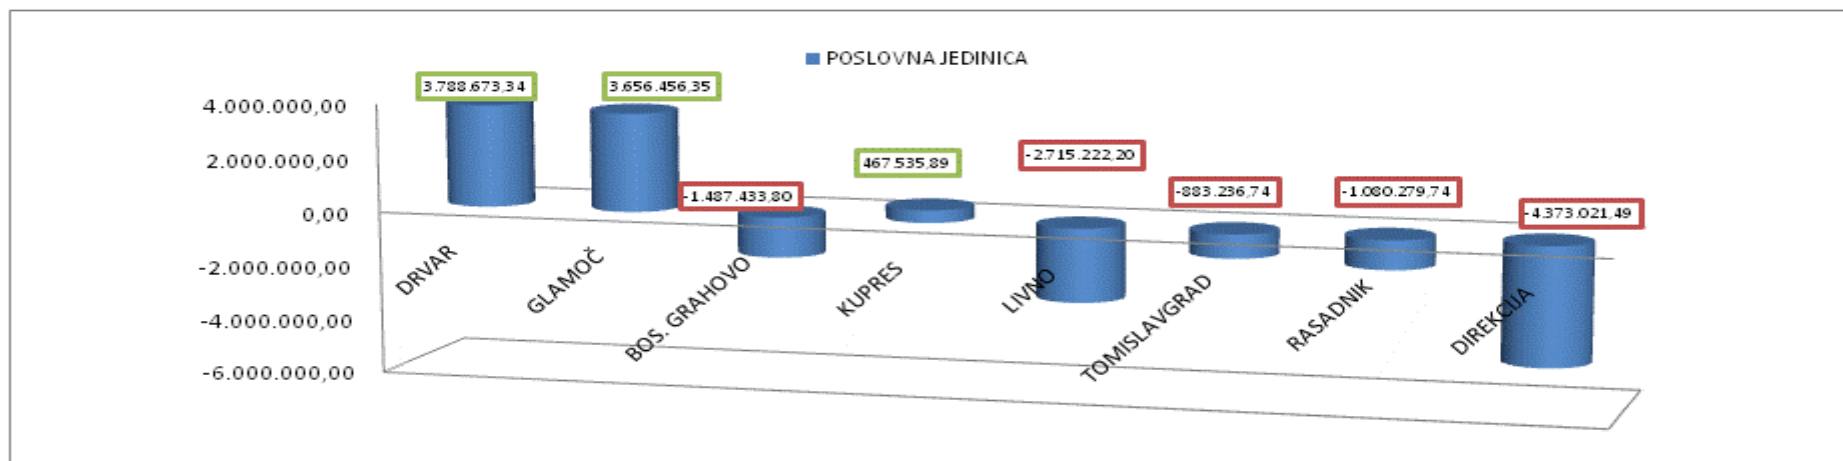 POSLOVNA JEDINICA
3.788.673,34
3.656.456,35
-1.487.433,80
467.535,89
-2.715.222,20
-883.236,74
-1.080.279,74
-4.373.021,49
4.000.000,00
2.000.000,00
0,00
-2.000.000,00
-4.000.000,00
-6.000.000,00
DRVAR
GLAMOČ
BOS. GRAHOVO
KUPRES
LIVNO
TOMISLAVGRAD
RASADNIK
DIREKCIJA